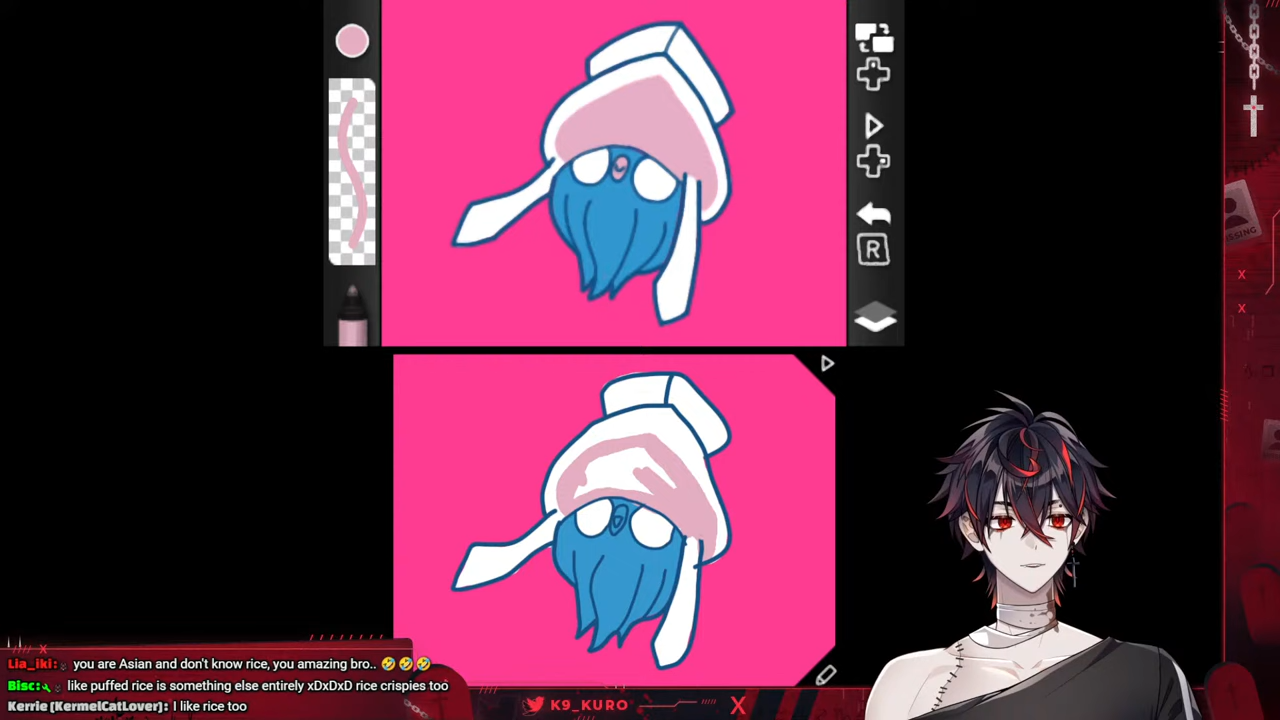 R
MISSING
X
X
X
Lia_iki: you are Asian and don't know rice, you amazing bro.. 🤣🤣🤣
Bisc: like puffed rice is something else entirely xDxDxD rice crispies too
Kerrie [KermelCatLover]: I like rice too
K9_KURO X